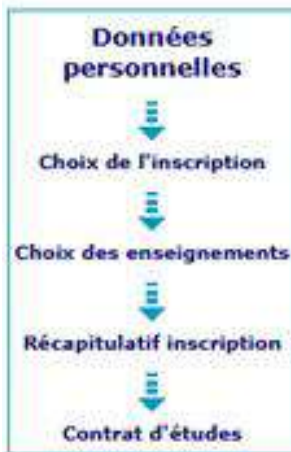 Données
personnelles
Choix de l'inscription
Choix des enseignements
Récapitulatif inscription
Contrat d'études